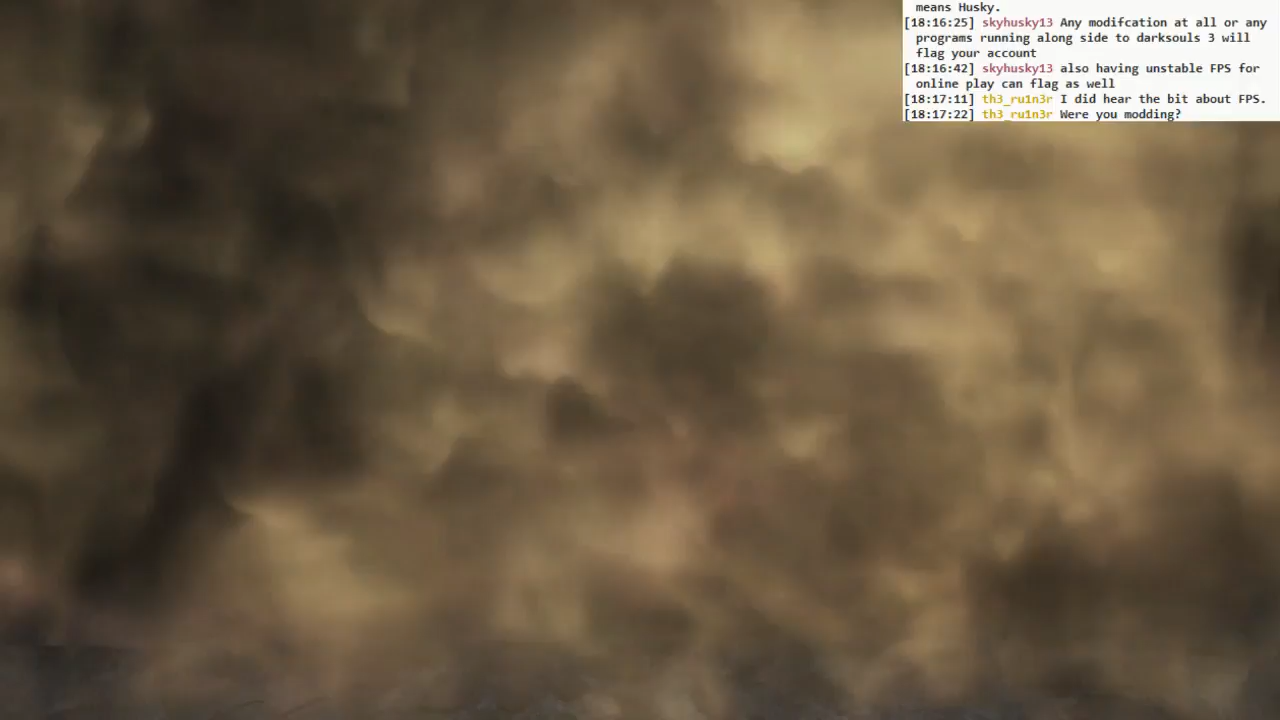 means Husky.
[18:16:25] skyhusky13 Any modifcation at all or any
programs running along side to darksouls 3 will
flag your account
[18:16:42] skyhusky13 also having unstable FPS for
online play can flag as well
[18:17:11] th3_ru1n3r I did hear the bit about FPS.
[18:17:22] th3_ru1n3r Were you modding?